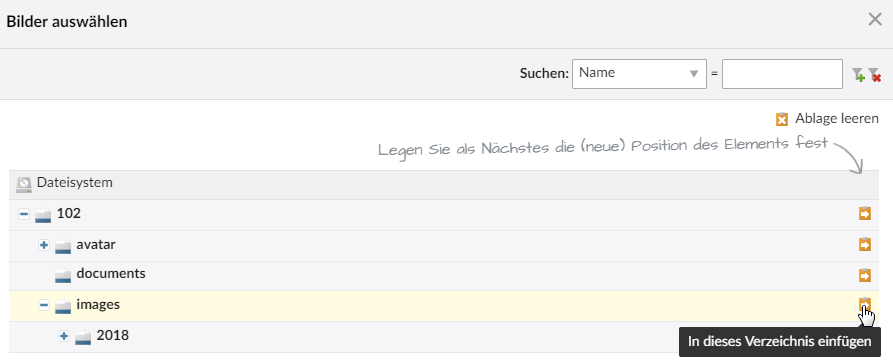 Bilder auswählen
Suchen: Name =
Ablage leeren
Legen Sie als Nächstes die (neue) Position des Elements fest
Dateisystem
102
avatar
documents
images
2018
In dieses Verzeichnis einfügen